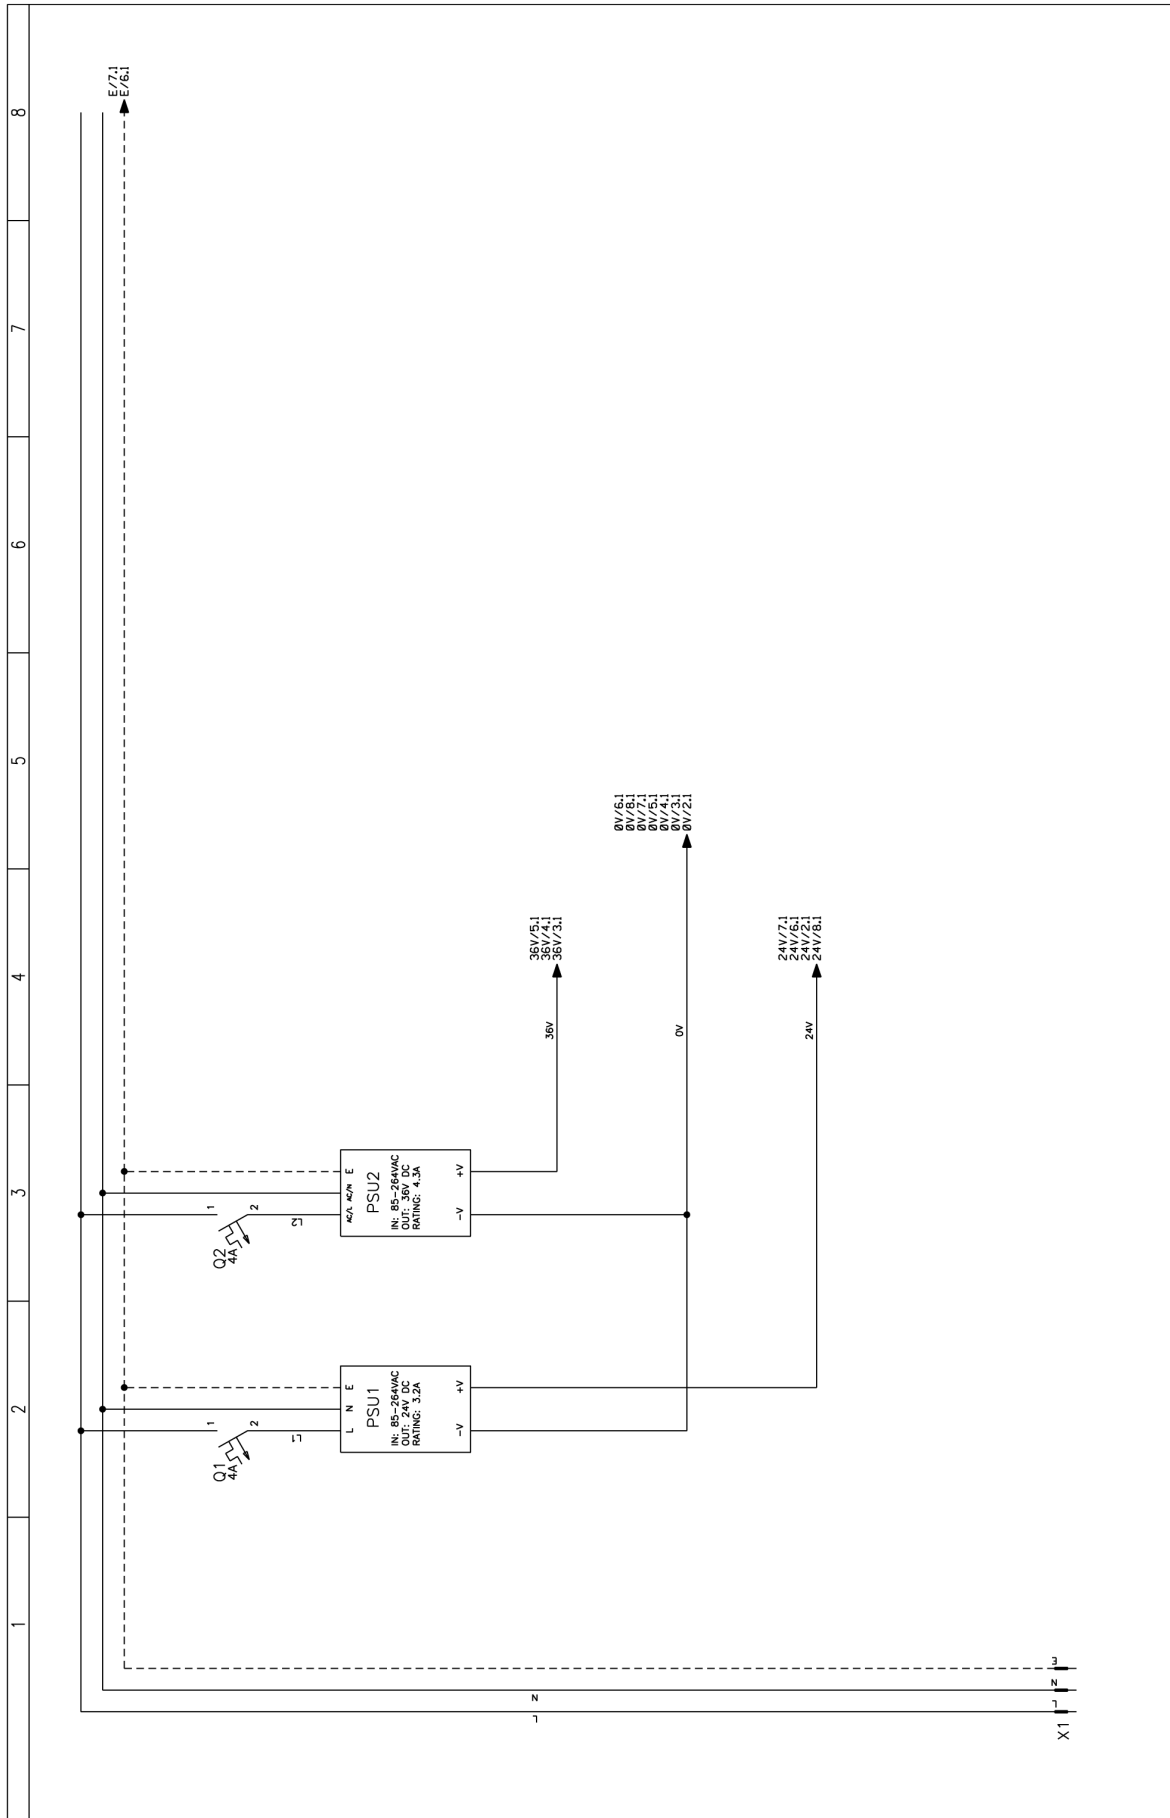 1
2
3
4
5
6
7
8
E/7.1
E/6.1
Q1
4A
1
2
L1
Q2
4A
1
2
L2
L N E
PSU1
IN: 85-264VAC
OUT: 24V DC
RATING: 3.2A
-V +V
AC/L AC/N E
PSU2
IN: 85-264VAC
OUT: 36V DC
RATING: 4.3A
-V +V
L
N
36V
36V/5.1
36V/4.1
36V/3.1
0V
0V/6.1
0V/8.1
0V/7.1
0V/5.1
0V/4.1
0V/3.1
0V/2.1
24V
24V/7.1
24V/6.1
24V/2.1
24V/8.1
X1
L
N
E